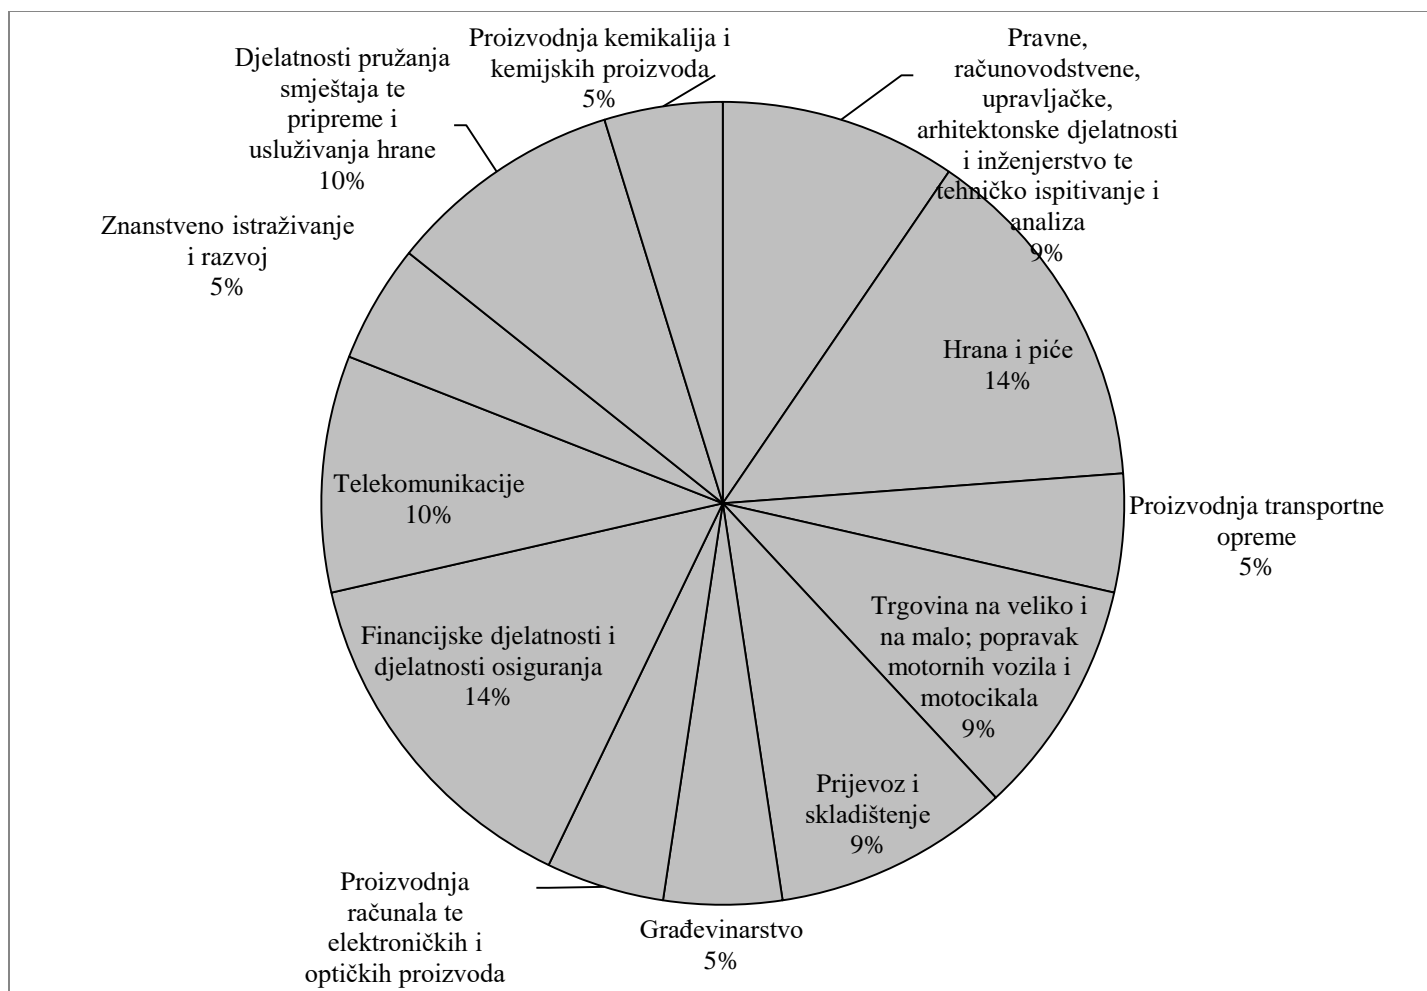 Proizvodnja kemikalija i
kemijskih proizvoda
5%
Pravne,
računovodstvene,
upravljačke,
arhitektonske djelatnosti
i inženjerstvo te
tehničko ispitivanje i
analiza
9%
Hrana i piće
14%
Proizvodnja transportne
opreme
5%
Trgovina na veliko i
na malo; popravak
motornih vozila i
motocikala
9%
Prijevoz i
skladištenje
9%
Građevinarstvo
5%
Proizvodnja
računala te
elektroničkih i
optičkih proizvoda
Financijske djelatnosti i
djelatnosti osiguranja
14%
Telekomunikacije
10%
Znanstveno istraživanje
i razvoj
5%
Djelatnosti pružanja
smještaja te
pripreme i
usluživanja hrane
10%